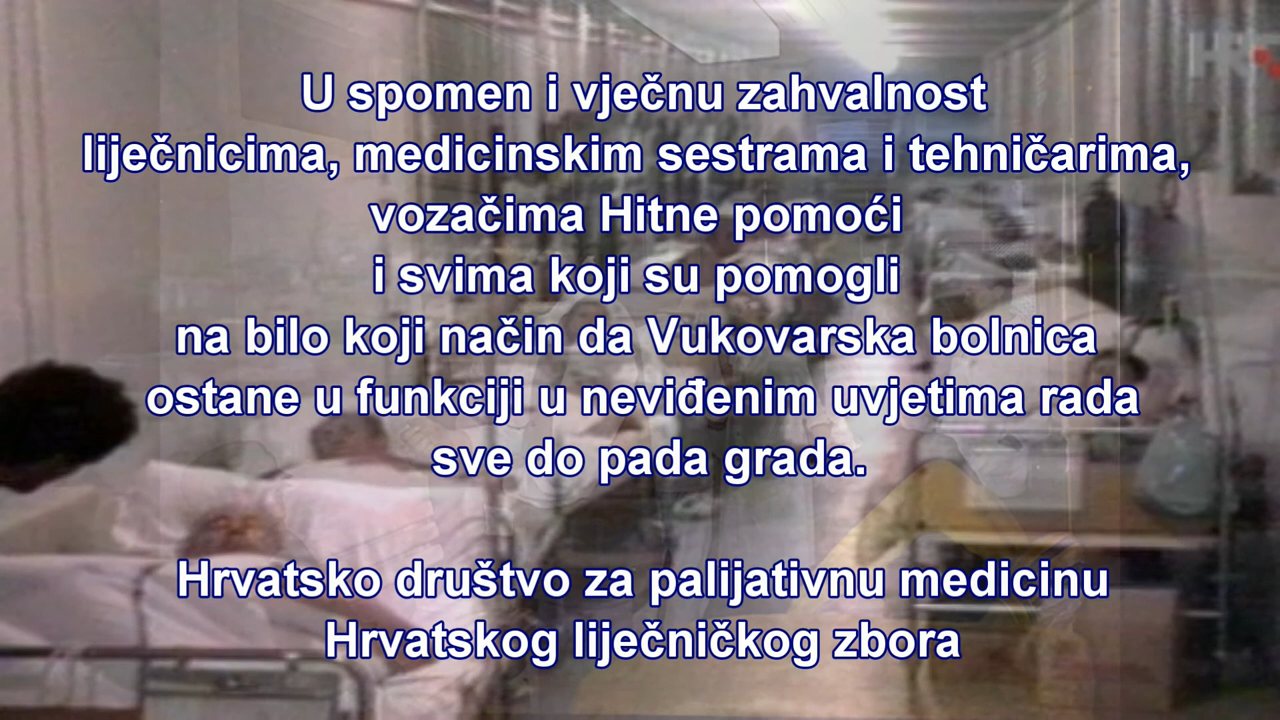 HRT
U spomen i vječnu zahvalnost
liječnicima, medicinskim sestrama i tehničarima,
vozačima Hitne pomoći
i svima koji su pomogli
na bilo koji način da Vukovarska bolnica
ostane u funkciji u neviđenim uvjetima rada
sve do pada grada.
Hrvatsko društvo za palijativnu medicinu
Hrvatskog liječničkog zbora